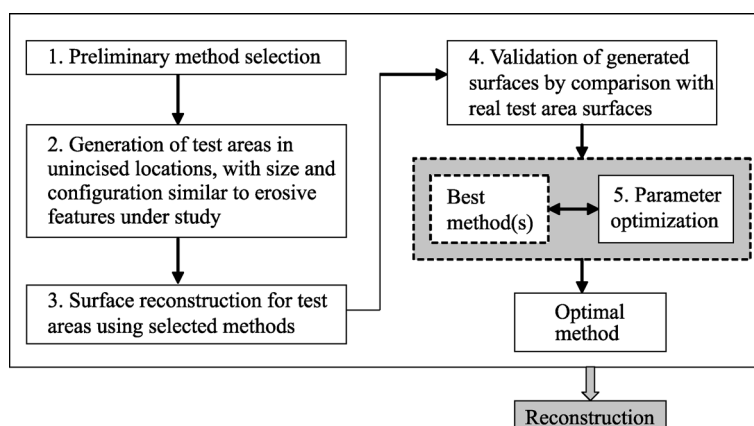 1. Preliminary method selection
2. Generation of test areas in
unincised locations, with size and
configuration similar to erosive
features under study
3. Surface reconstruction for test
areas using selected methods
4. Validation of generated
surfaces by comparison with
real test area surfaces
Best
method(s)
5. Parameter
optimization
Optimal
method
Reconstruction